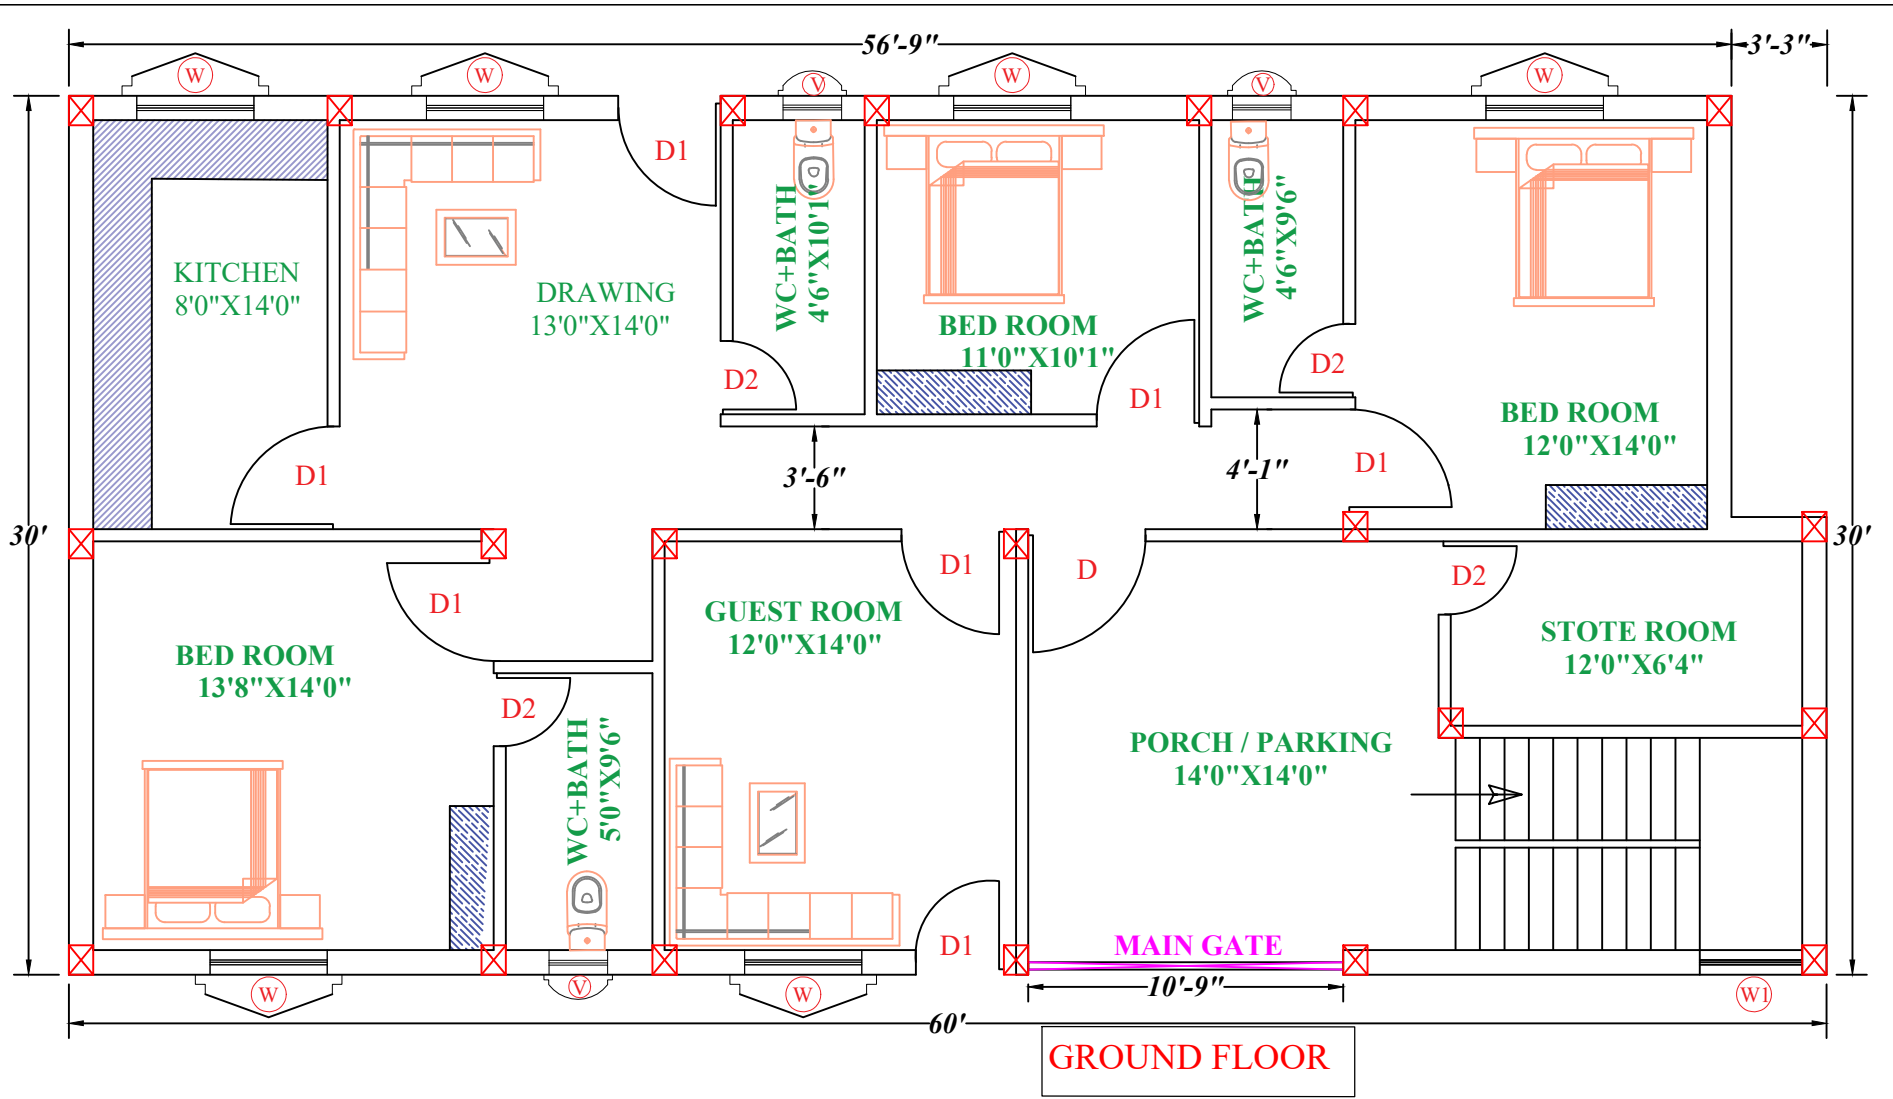 56'-9"
3'-3"
W
W
V
W
V
W
D1
KITCHEN
8'0"X14'0"
DRAWING
13'0"X14'0"
WC+BATH
4'6"X10'1"
BED ROOM
11'0"X10'1"
WC+BATH
4'6"X9'6"
D2
D2
D1
BED ROOM
12'0"X14'0"
D1
3'-6"
4'-1"
D1
30'
30'
D1
D1
D
D2
BED ROOM
13'8"X14'0"
GUEST ROOM
12'0"X14'0"
STOTE ROOM
12'0"X6'4"
D2
WC+BATH
5'0"X9'6"
PORCH / PARKING
14'0"X14'0"
D1
MAIN GATE
10'-9"
W
V
W
W1
60'
GROUND FLOOR